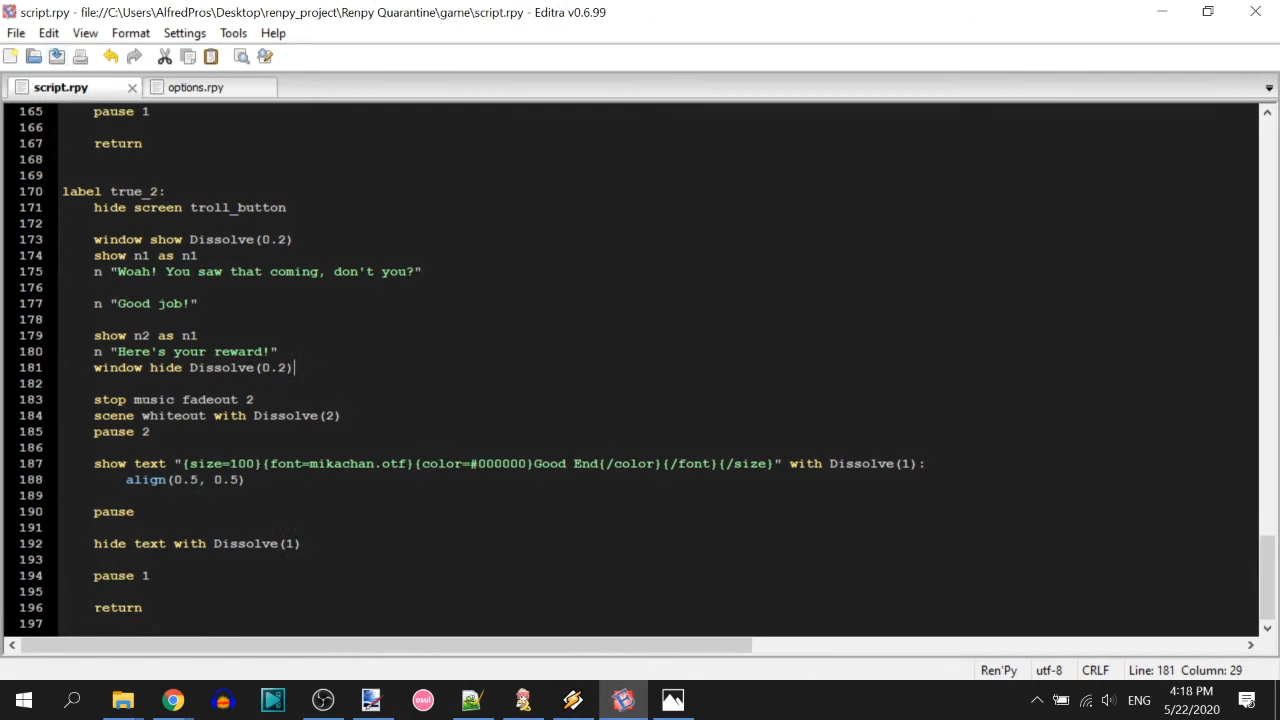 script.rpy - file://C:\Users\AlfredPros\Desktop\renpy_project\Renpy Quarantine\game\script.rpy - Editra v0.6.99
File Edit View Format Settings Tools Help
script.rpy options.rpy
165 pause 1
166
167 return
168
169
170 label true_2:
171 hide screen troll_button
172
173 window show Dissolve(0.2)
174 show n1 as n1
175 n "Woah! You saw that coming, don't you?"
176
177 n "Good job!"
178
179 show n2 as n1
180 n "Here's your reward!"
181 window hide Dissolve(0.2)
182
183 stop music fadeout 2
184 scene whiteout with Dissolve(2)
185 pause 2
186
187 show text "{size=100}{font=mikachan.otf}{color=#000000}Good End{/color}{/font}{/size}" with Dissolve(1):
188 align(0.5, 0.5)
189
190 pause
191
192 hide text with Dissolve(1)
193
194 pause 1
195
196 return
197
Ren'Py utf-8 CRLF Line: 181 Column: 29
osu!
ENG
4:18 PM
5/22/2020